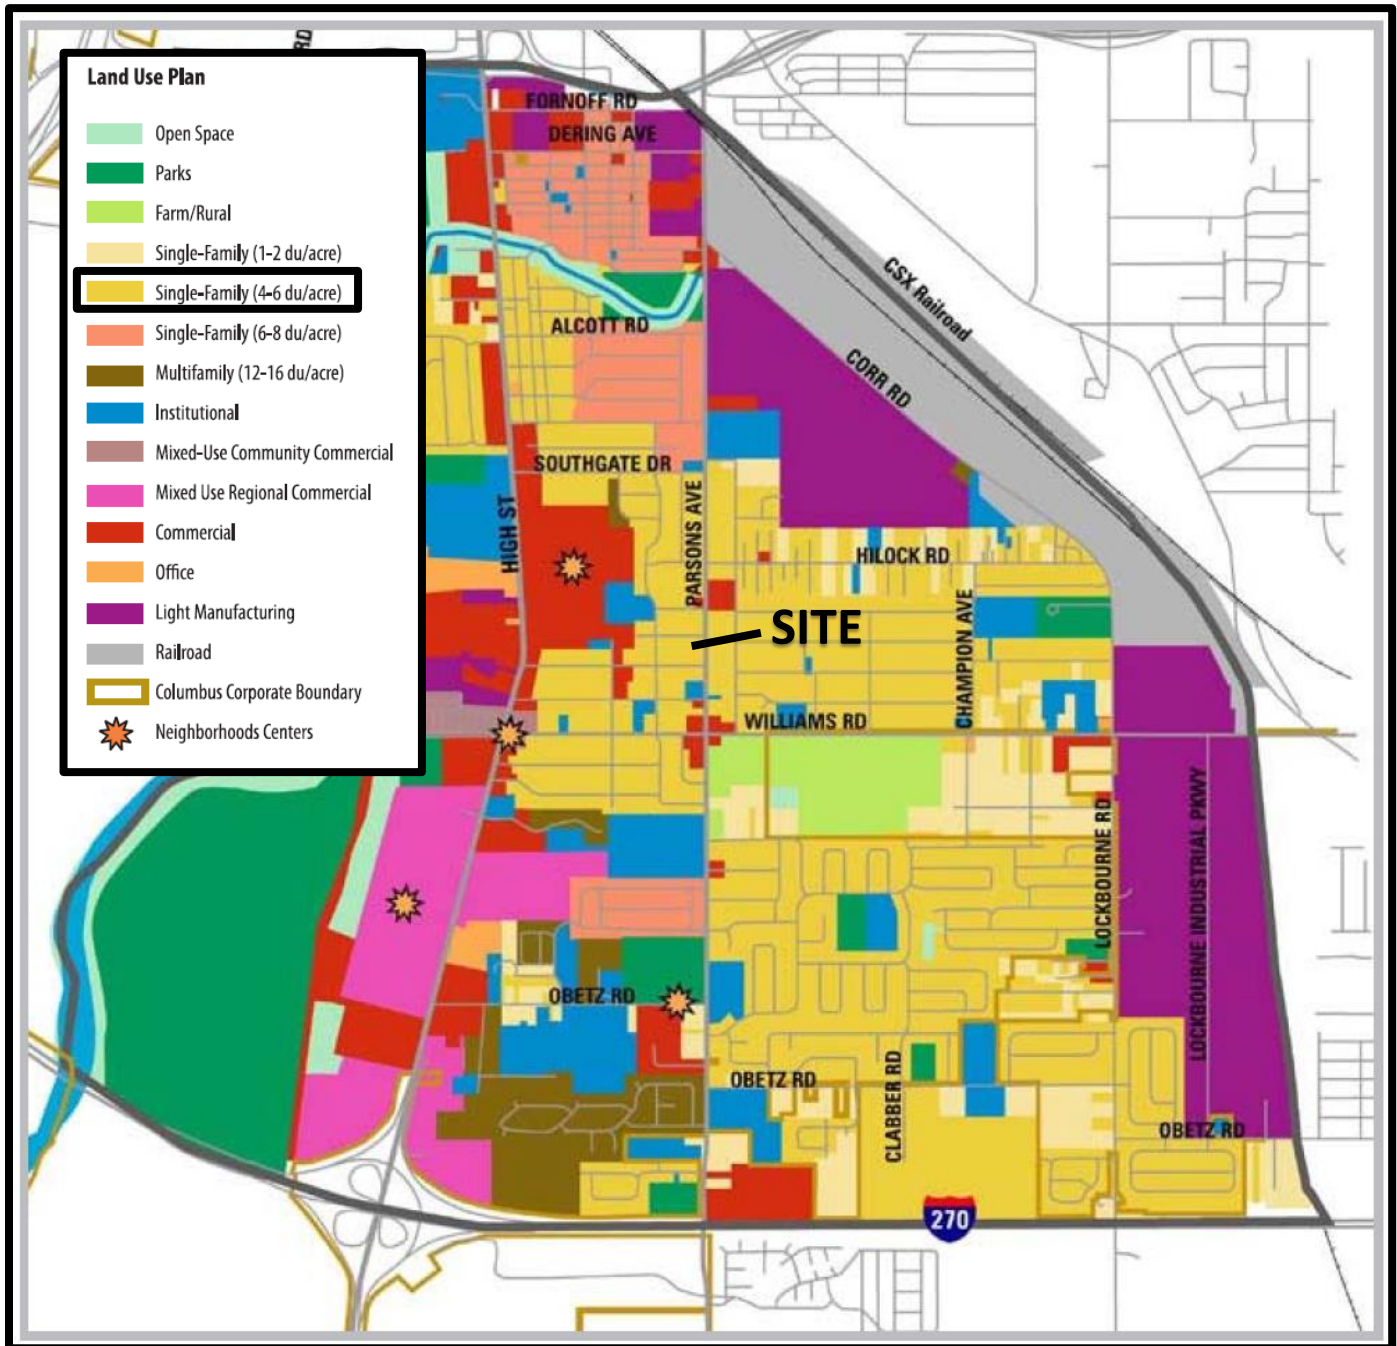 RD
Land Use Plan
Open Space
Parks
Farm/Rural
Single-Family (1-2 du/acre)
Single-Family (4-6 du/acre)
Single-Family (6-8 du/acre)
Multifamily (12-16 du/acre)
Institutional
Mixed-Use Community Commercial
Mixed Use Regional Commercial
Commercial
Office
Light Manufacturing
Railroad
Columbus Corporate Boundary
Neighborhoods Centers
FORNOFF RD
DERING AVE
CSX Railroad
ALCOTT RD
CORR RD
SOUTHGATE DR
HIGH ST
PARSONS AVE
HILOCK RD
SITE
CHAMPION AVE
WILLIAMS RD
LOCKBOURNE RD
LOCKBOURNE INDUSTRIAL PKWY
OBETZ RD
OBETZ RD
CLABBER RD
OBETZ RD
270